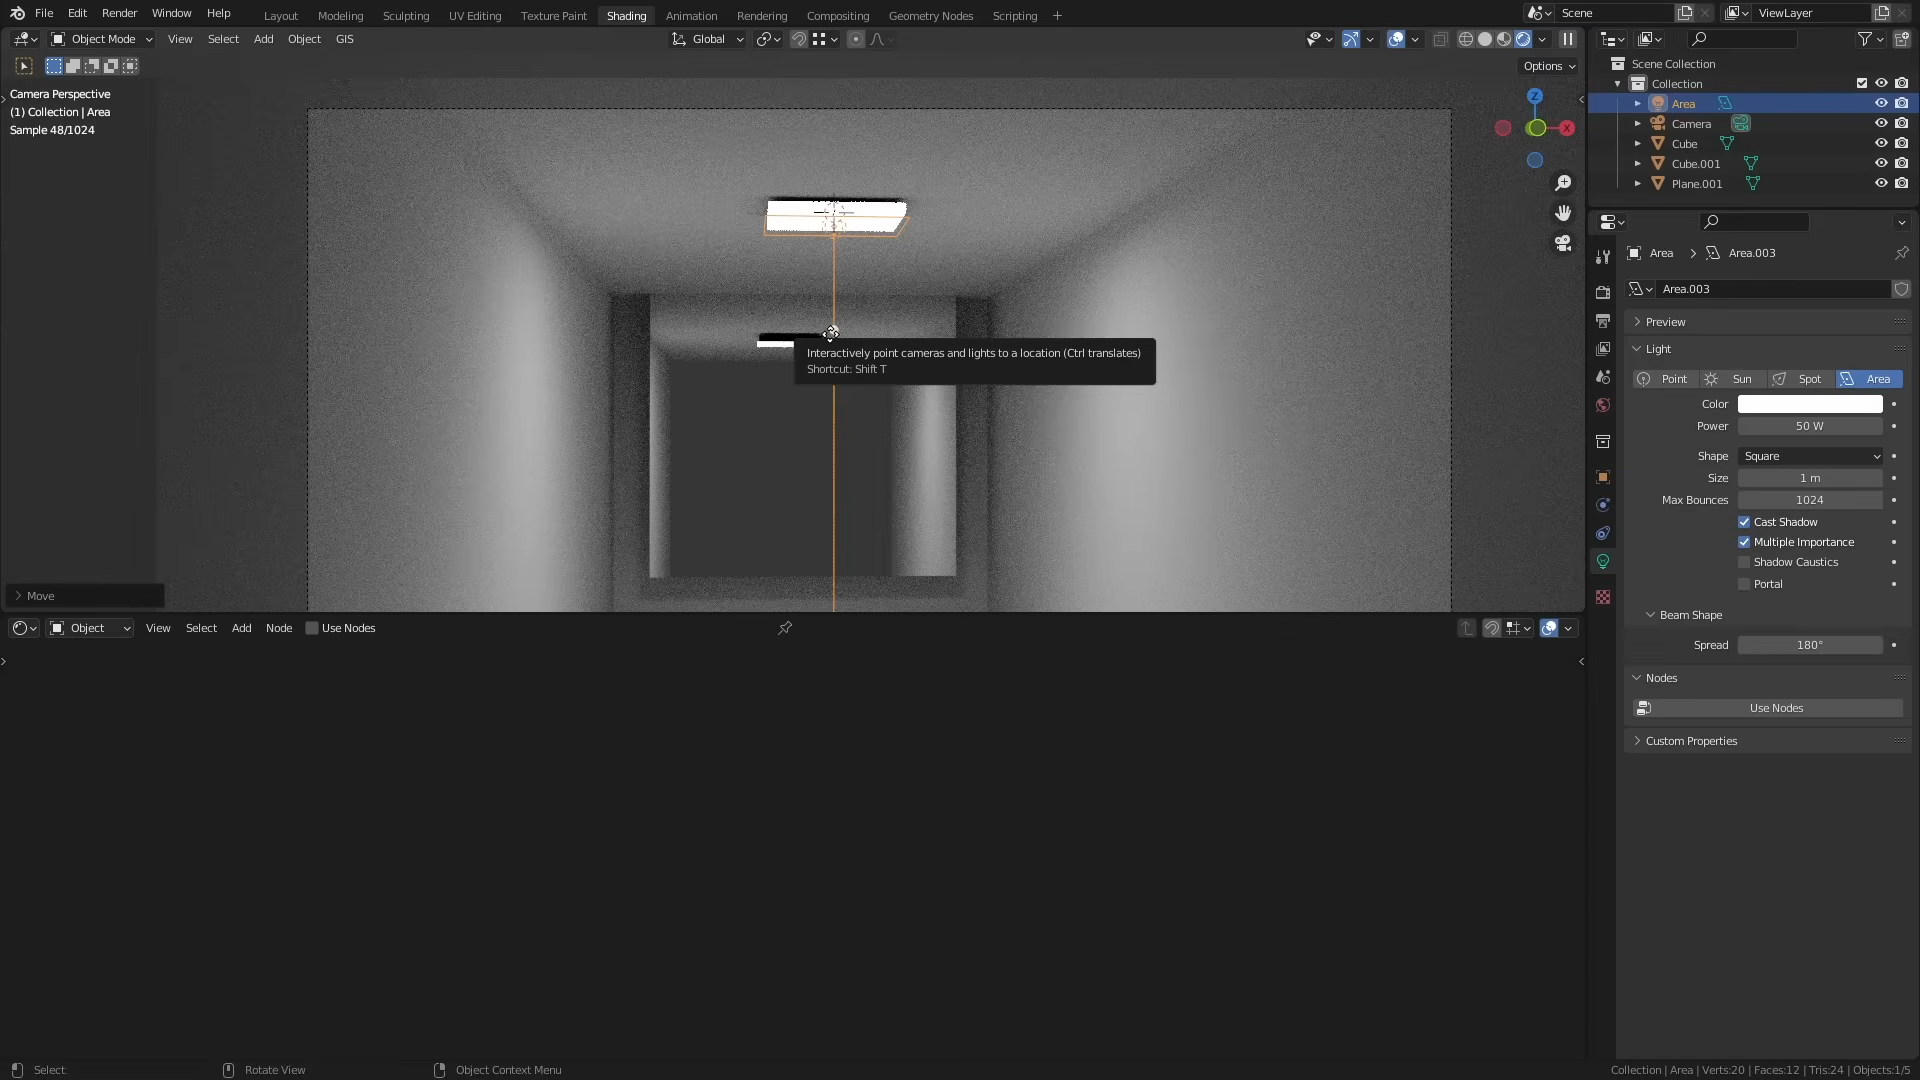 File Edit Render Window Help Layout Modeling Sculpting UV Editing Texture Paint Shading Animation Rendering Compositing Geometry Nodes Scripting + Scene ViewLayer
Object Mode View Select Add Object GIS Global
Options
Camera Perspective
(1) Collection | Area
Sample 48/1024
Z
X
Interactively point cameras and lights to a location (Ctrl translates)
Shortcut: Shift T
Move
Object View Select Add Node Use Nodes
Scene Collection
Collection
Area
Camera
Cube
Cube.001
Plane.001
Area Area.003
Area.003
Preview
Light
Point Sun Spot Area
Color
Power 50 W
Shape Square
Size 1 m
Max Bounces 1024
Cast Shadow
Multiple Importance
Shadow Caustics
Portal
Beam Shape
Spread 180°
Nodes
Use Nodes
Custom Properties
Select Rotate View Object Context Menu Collection | Area | Verts:20 | Faces:12 | Tris:24 | Objects:1/5